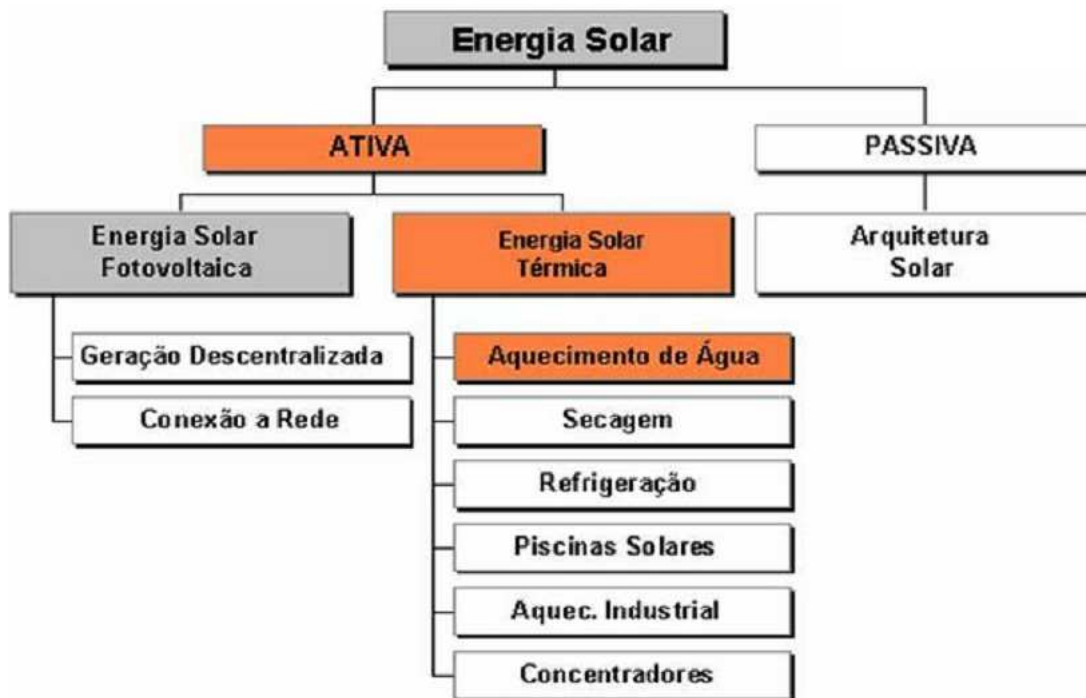 Energia Solar
ATIVA
PASSIVA
Energia Solar
Fotovoltaica
Energia Solar
Térmica
Arquitetura
Solar
Geração Descentralizada
Conexão a Rede
Aquecimento de Água
Secagem
Refrigeração
Piscinas Solares
Aquec. Industrial
Concentradores